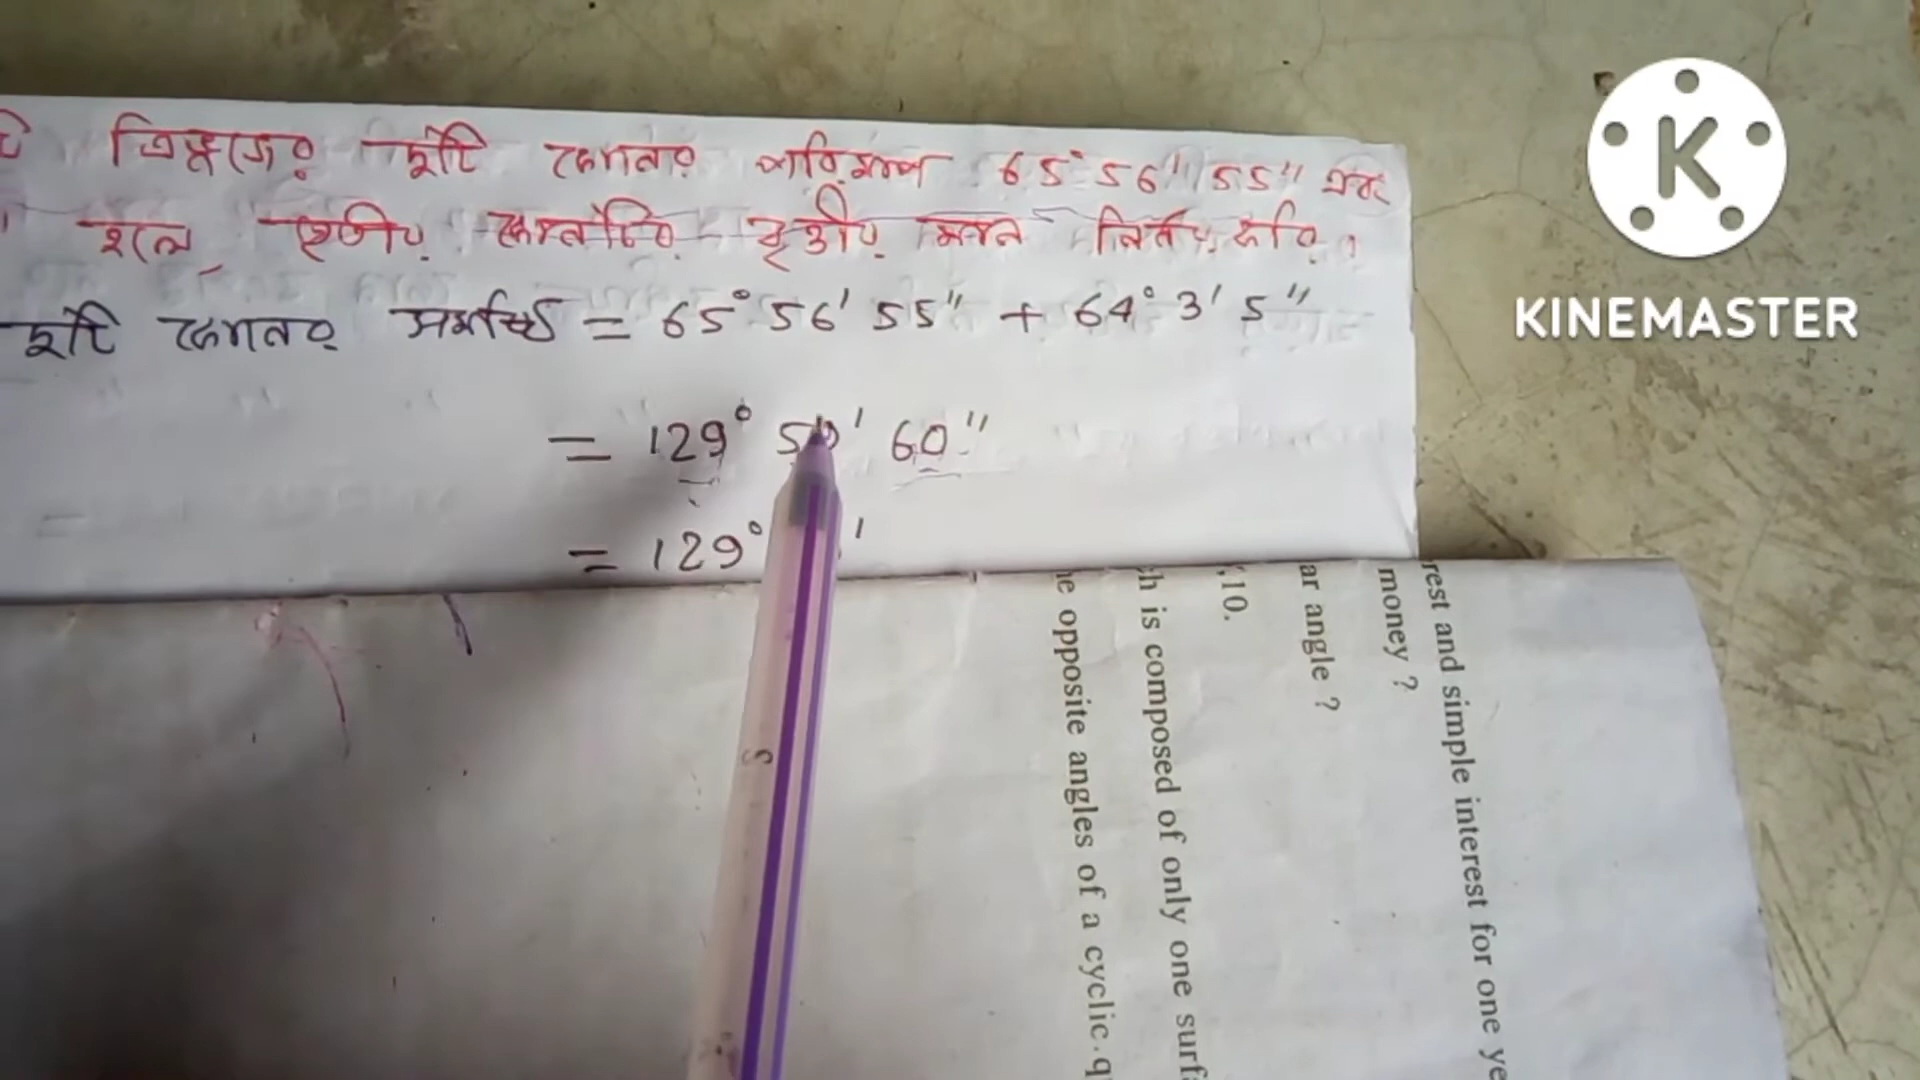 টি ত্রিভুজের দুটি কোনের পরিমাপ 65° 56' 55" এবং
হলে, তৃতীয় কোনটির বৃত্তীয় মান নির্ণয় করি।
দুটি কোনের সমষ্টি = 65° 56' 55" + 64° 3' 5"
= 129° 59' 60"
= 129° '
K
KINEMASTER
rest and simple interest for one ye
money ?
ar angle ?
,10.
h is composed of only one surf
e opposite angles of a cyclic q